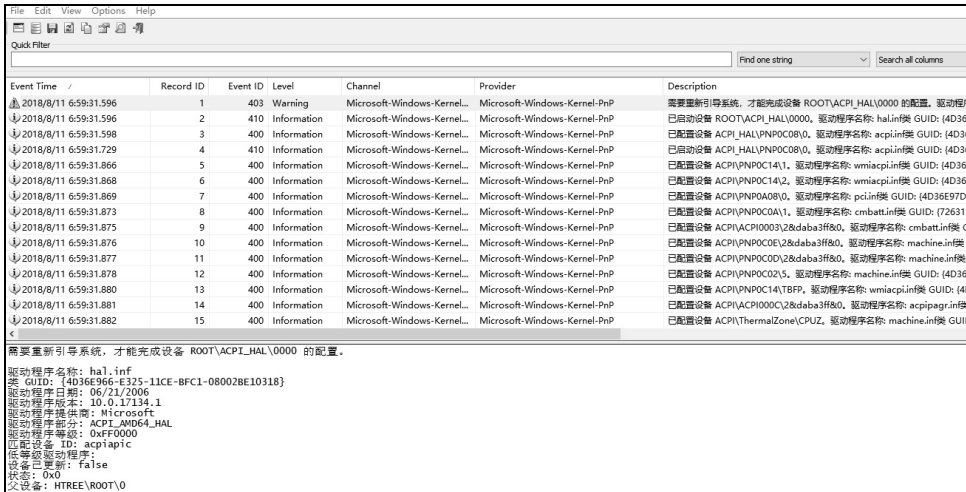 File Edit View Options Help
Quick Filter
Find one string Search all columns
Event Time / Record ID Event ID Level Channel Provider Description
2018/8/11 6:59:31.596 1 403 Warning Microsoft-Windows-Kernel... Microsoft-Windows-Kernel-PnP 需要重新引导系统，才能完成设备 ROOT\ACPI_HAL\0000 的配置。驱动程
2018/8/11 6:59:31.596 2 410 Information Microsoft-Windows-Kernel... Microsoft-Windows-Kernel-PnP 已启动设备 ROOT\ACPI_HAL\0000。驱动程序名称: hal.inf类 GUID: {4D36
2018/8/11 6:59:31.598 3 400 Information Microsoft-Windows-Kernel... Microsoft-Windows-Kernel-PnP 已配置设备 ACPI_HAL\PNP0C08\0。驱动程序名称: acpi.inf类 GUID: {4D3
2018/8/11 6:59:31.729 4 410 Information Microsoft-Windows-Kernel... Microsoft-Windows-Kernel-PnP 已启动设备 ACPI_HAL\PNP0C08\0。驱动程序名称: acpi.inf类 GUID: {4D3
2018/8/11 6:59:31.866 5 400 Information Microsoft-Windows-Kernel... Microsoft-Windows-Kernel-PnP 已配置设备 ACPI\PNP0C14\1。驱动程序名称: wmiacpi.inf类 GUID: {4D36
2018/8/11 6:59:31.868 6 400 Information Microsoft-Windows-Kernel... Microsoft-Windows-Kernel-PnP 已配置设备 ACPI\PNP0C14\2。驱动程序名称: wmiacpi.inf类 GUID: {4D36
2018/8/11 6:59:31.869 7 400 Information Microsoft-Windows-Kernel... Microsoft-Windows-Kernel-PnP 已配置设备 ACPI\PNP0A08\0。驱动程序名称: pci.inf类 GUID: {4D36E97D
2018/8/11 6:59:31.873 8 400 Information Microsoft-Windows-Kernel... Microsoft-Windows-Kernel-PnP 已配置设备 ACPI\PNP0C0A\1。驱动程序名称: cmbatt.inf类 GUID: {72631
2018/8/11 6:59:31.875 9 400 Information Microsoft-Windows-Kernel... Microsoft-Windows-Kernel-PnP 已配置设备 ACPI\ACPI0003\2&daba3ff&0。驱动程序名称: cmbatt.inf类 G
2018/8/11 6:59:31.876 10 400 Information Microsoft-Windows-Kernel... Microsoft-Windows-Kernel-PnP 已配置设备 ACPI\PNP0C0E\2&daba3ff&0。驱动程序名称: machine.inf类
2018/8/11 6:59:31.877 11 400 Information Microsoft-Windows-Kernel... Microsoft-Windows-Kernel-PnP 已配置设备 ACPI\PNP0C0D\2&daba3ff&0。驱动程序名称: machine.inf类
2018/8/11 6:59:31.878 12 400 Information Microsoft-Windows-Kernel... Microsoft-Windows-Kernel-PnP 已配置设备 ACPI\PNP0C02\5。驱动程序名称: machine.inf类 GUID: {4D36
2018/8/11 6:59:31.880 13 400 Information Microsoft-Windows-Kernel... Microsoft-Windows-Kernel-PnP 已配置设备 ACPI\PNP0C14\TBFP。驱动程序名称: wmiacpi.inf类 GUID: {4
2018/8/11 6:59:31.881 14 400 Information Microsoft-Windows-Kernel... Microsoft-Windows-Kernel-PnP 已配置设备 ACPI\ACPI000C\2&daba3ff&0。驱动程序名称: acpipagr.inf类
2018/8/11 6:59:31.882 15 400 Information Microsoft-Windows-Kernel... Microsoft-Windows-Kernel-PnP 已配置设备 ACPI\ThermalZone\CPUZ。驱动程序名称: machine.inf类 GUI
需要重新引导系统，才能完成设备 ROOT\ACPI_HAL\0000 的配置。
驱动程序名称: hal.inf
类 GUID: {4D36E966-E325-11CE-BFC1-08002BE10318}
驱动程序日期: 06/21/2006
驱动程序版本: 10.0.17134.1
驱动程序提供商: Microsoft
驱动程序部分: ACPI_AMD64_HAL
驱动程序等级: 0xFF0000
匹配设备 ID: acpiapic
低等级驱动程序:
设备已更新: false
状态: 0x0
父设备: HTREE\ROOT\0